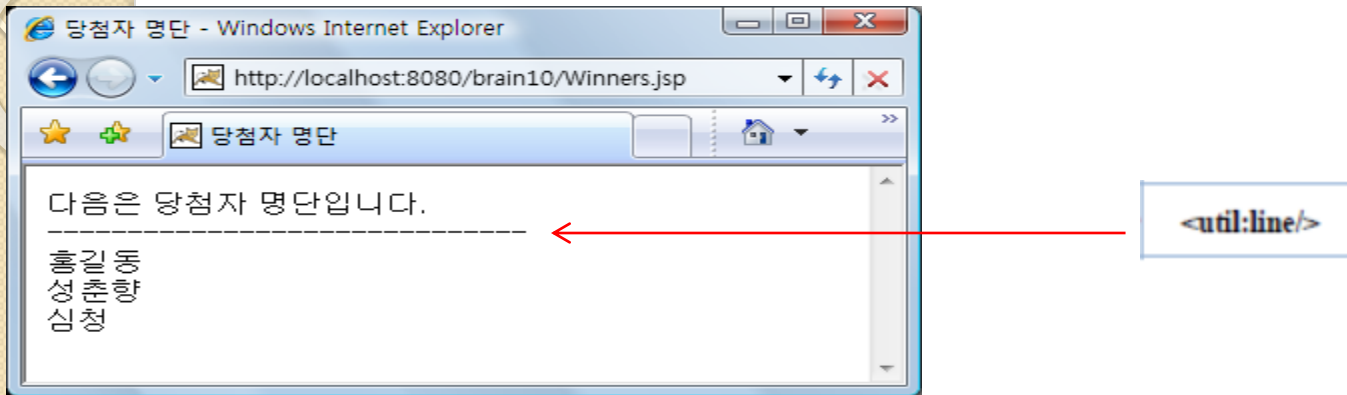 당첨자 명단 - Windows Internet Explorer
http://localhost:8080/brain10/Winners.jsp
당첨자 명단
다음은 당첨자 명단입니다.
------------------------------
<util:line/>
홍길동
성춘향
심청